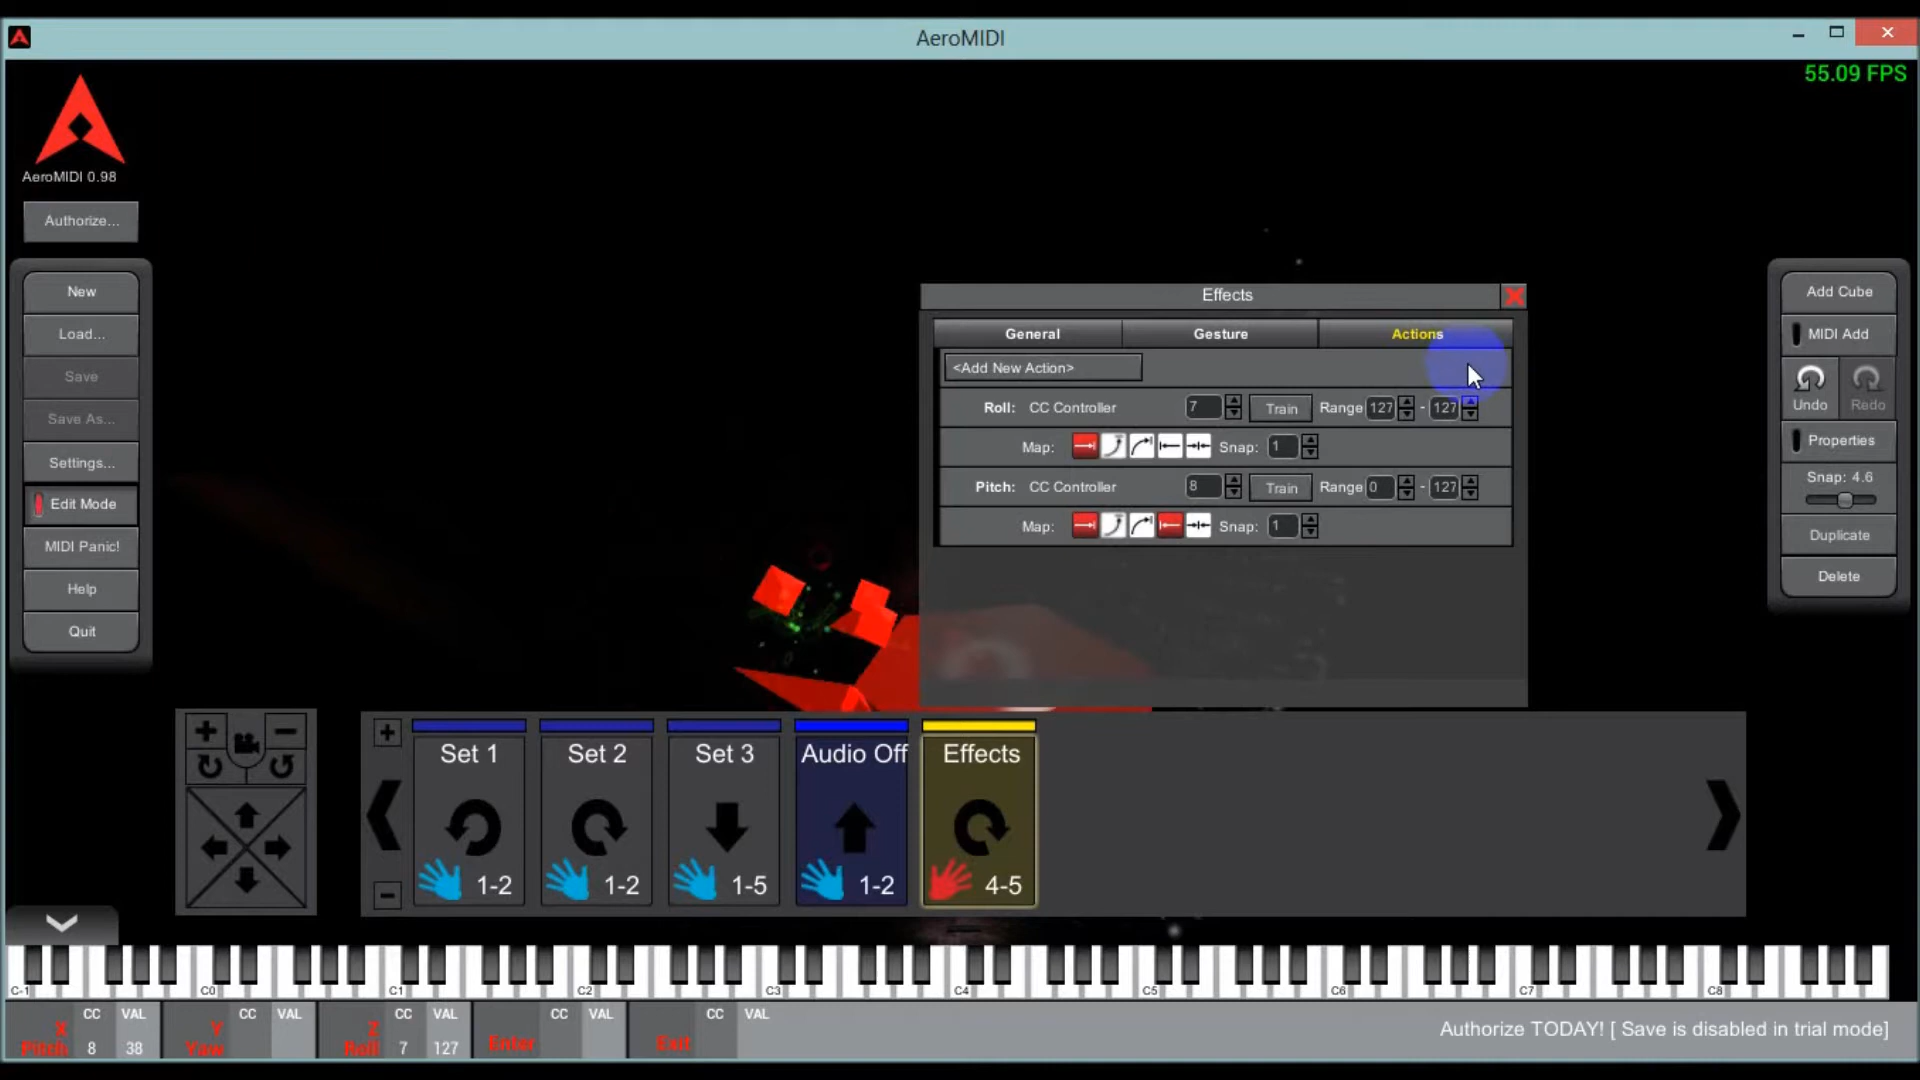 AeroMIDI
55.09 FPS
AeroMIDI 0.98
Authorize...
New
Load...
Save
Save As...
Settings...
Edit Mode
MIDI Panic!
Help
Quit
Effects
General Gesture Actions
<Add New Action>
Roll: CC Controller 7 Train Range 127 - 127
Map: Snap: 1
Pitch: CC Controller 8 Train Range 0 - 127
Map: Snap: 1
Add Cube
MIDI Add
Undo Redo
Properties
Snap: 4.6
Duplicate
Delete
Set 1 Set 2 Set 3 Audio Off Effects
1-2 1-2 1-5 1-2 4-5
C-1 C0 C1 C2 C3 C4 C5 C6 C7 C8
CC VAL CC VAL CC VAL CC VAL CC VAL
X Y Z
Pitch 8 38 Yaw Roll 7 127 Enter Exit
Authorize TODAY! [ Save is disabled in trial mode]